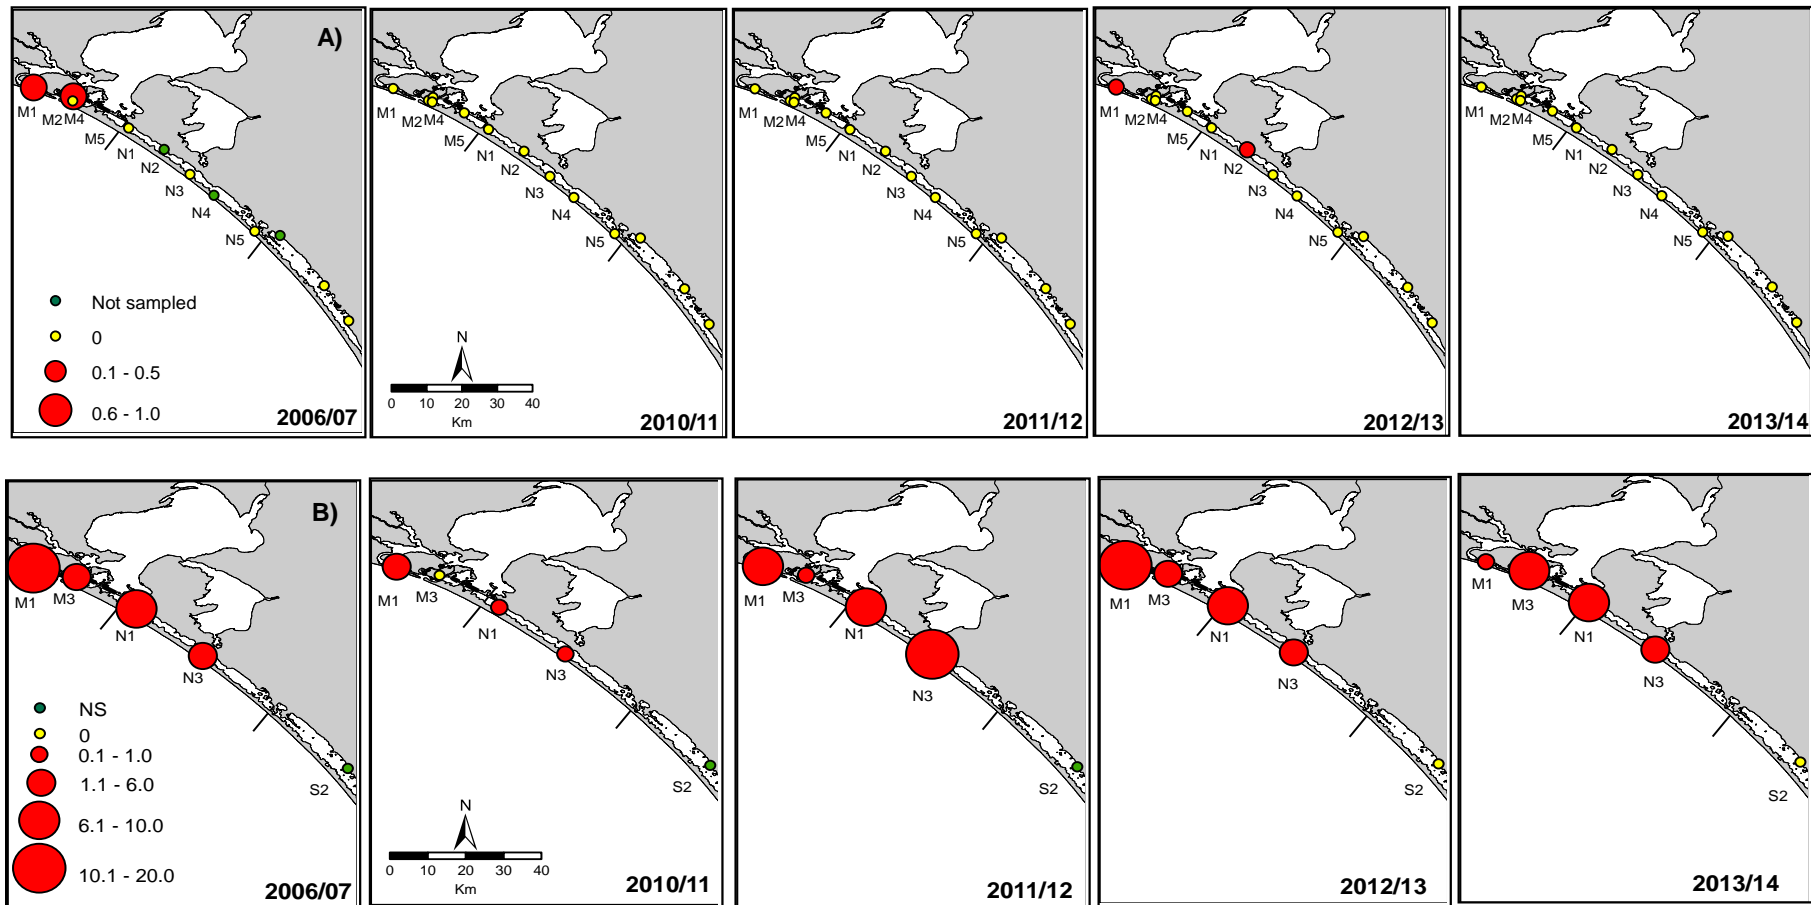 A)
M1
M2 M4
M5
N1
N2
N3
N4
N5
Not sampled
0
0.1 - 0.5
0.6 - 1.0
2006/07
M1
M2 M4
M5
N1
N2
N3
N4
N5
N
0 10 20 30 40
Km
2010/11
M1
M2 M4
M5
N1
N2
N3
N4
N5
2011/12
M1
M2 M4
M5
N1
N2
N3
N4
N5
2012/13
M1
M2 M4
M5
N1
N2
N3
N4
N5
2013/14
B)
M1
M3
N1
N3
S2
NS
0
0.1 - 1.0
1.1 - 6.0
6.1 - 10.0
10.1 - 20.0
2006/07
M1
M3
N1
N3
S2
N
0 10 20 30 40
Km
2010/11
M1
M3
N1
N3
S2
2011/12
M1
M3
N1
N3
S2
2012/13
M1
M3
N1
N3
S2
2013/14